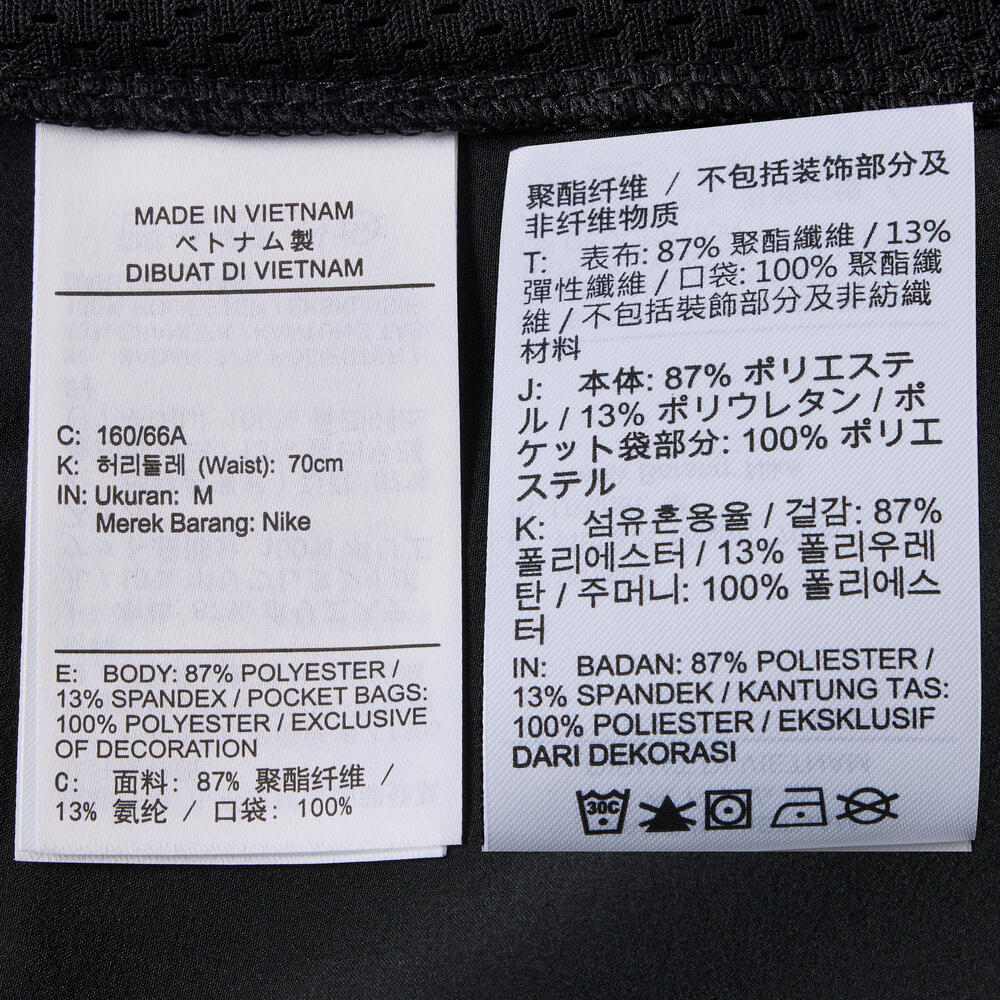 MADE IN VIETNAM
ベトナム製
DIBUAT DI VIETNAM
C: 160/66A
K: 허리둘레 (Waist): 70cm
IN: Ukuran: M
Merek Barang: Nike
E: BODY: 87% POLYESTER /
13% SPANDEX / POCKET BAGS:
100% POLYESTER / EXCLUSIVE
OF DECORATION
C: 面料: 87% 聚酯纤维 /
13% 氨纶 / 口袋: 100%
聚酯纤维 / 不包括装饰部分及
非纤维物质
T: 表布: 87% 聚酯纖維 / 13%
彈性纖維 / 口袋: 100% 聚酯纖
維 / 不包括裝飾部分及非紡織
材料
J: 本体: 87% ポリエステ
ル / 13% ポリウレタン / ポ
ケット袋部分: 100% ポリエ
ステル
K: 섬유혼용율 / 겉감: 87%
폴리에스터 / 13% 폴리우레
탄 / 주머니: 100% 폴리에스
터
IN: BADAN: 87% POLIESTER /
13% SPANDEK / KANTUNG TAS:
100% POLIESTER / EKSKLUSIF
DARI DEKORASI
30C